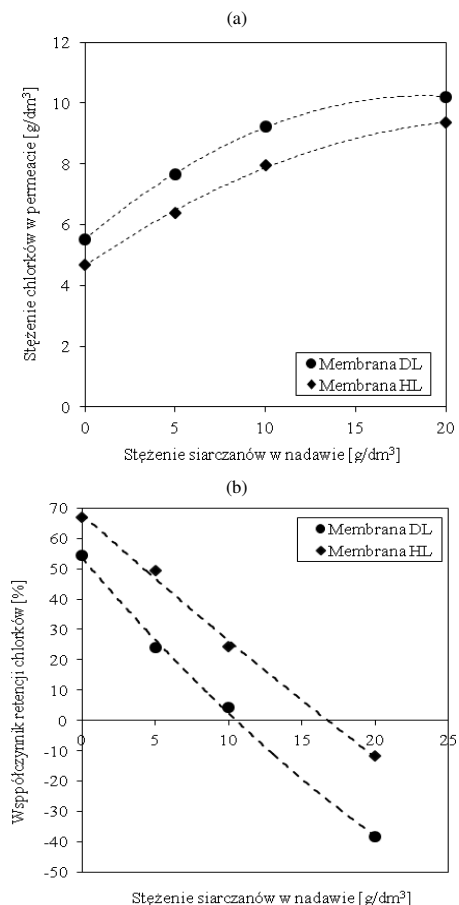 (a)
Stężenie chlorków w permeacie [g/dm³]
12
10
8
6
4
2
0
Membrana DL
Membrana HL
0 5 10 15 20
Stężenie siarczanów w nadawie [g/dm³]
(b)
Wsppółczynnik retencji chlorków [%]
70
60
50
40
30
20
10
0
-10
-20
-30
-40
-50
Membrana DL
Membrana HL
0 5 10 15 20 25
Stężenie siarczanów w nadawie [g/dm³]